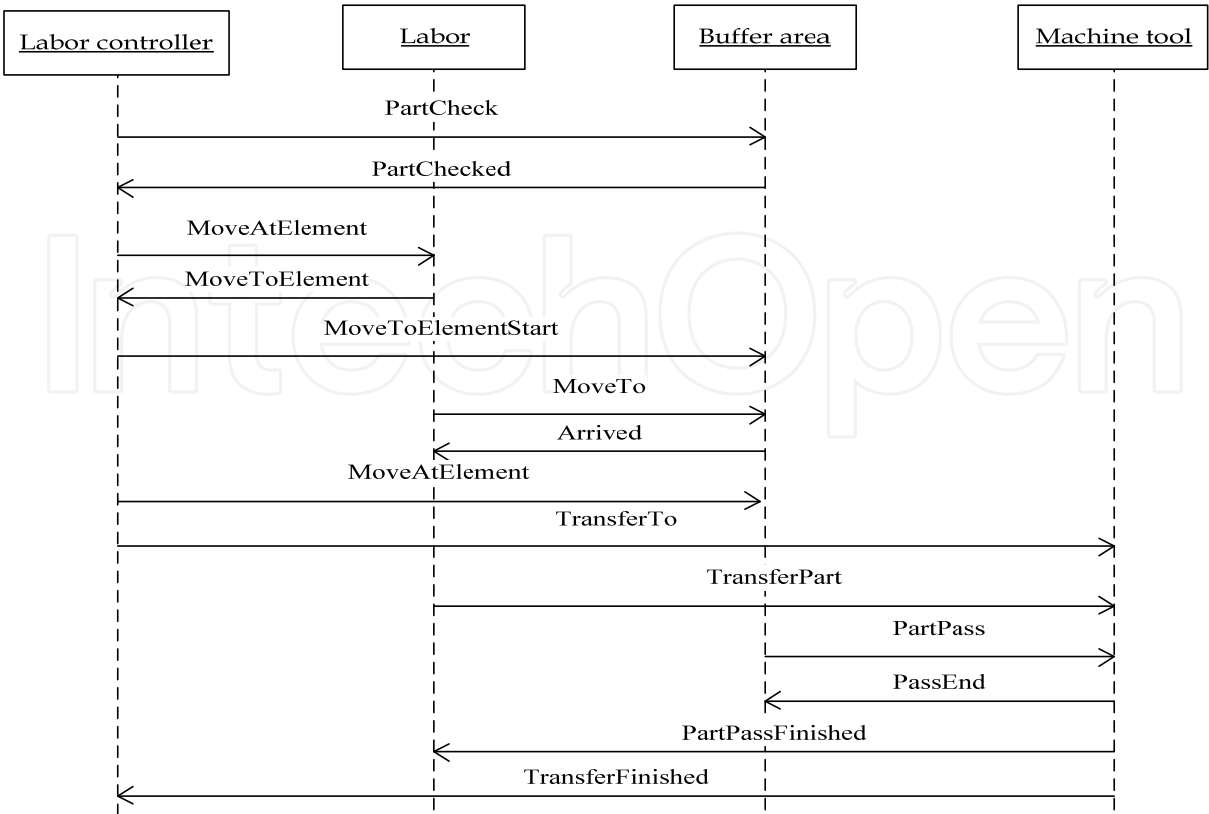 Labor controller
Labor
Buffer area
Machine tool
PartCheck
PartChecked
MoveAtElement
MoveToElement
MoveToElementStart
MoveTo
Arrived
MoveAtElement
TransferTo
TransferPart
PartPass
PassEnd
PartPassFinished
TransferFinished
IntechOpen